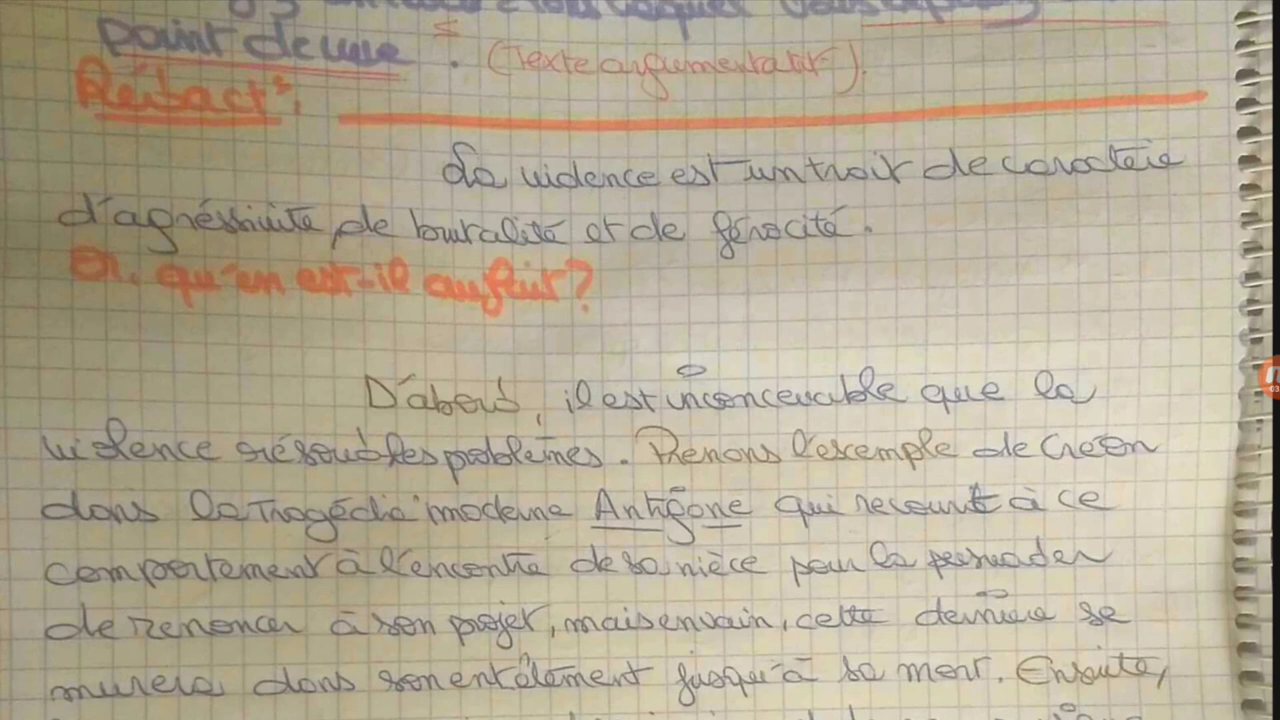 point de vue. (Texte argumentatif).
Rédact°:
La violence est un trait de caractère
d'agréssivité, de brutalité et de férocité.
Or, qu'en est-il au juste?
D'abord, il est inconcevable que la
violence résoud les problèmes. Prenons l'exemple de Créon
dans la tragédie moderne Antigone qui recourt à ce
comportement à l'encontre de sa nièce pour la persuader
de renoncer à son projet, mais en vain, cette dernière se
murera dans son entêtement jusqu'à sa mort. Ensuite,